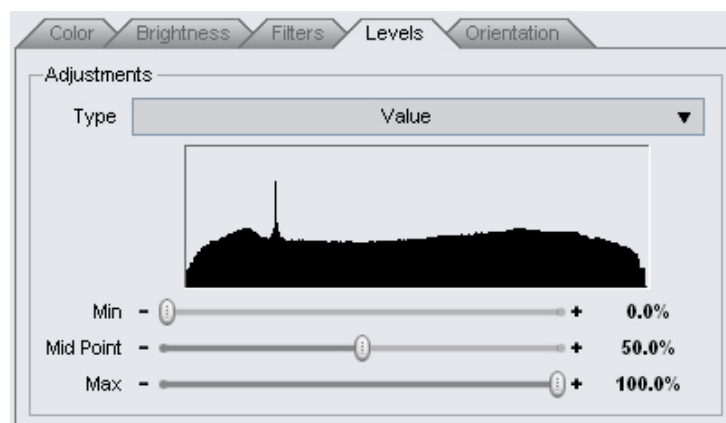 Color Brightness Filters Levels Orientation
Adjustments
Type Value ▼
Min - + 0.0%
Mid Point - + 50.0%
Max - + 100.0%